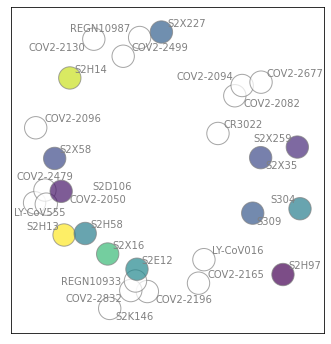 REGN10987
S2X227
COV2-2130
COV2-2499
S2H14
COV2-2094
COV2-2677
COV2-2082
COV2-2096
CR3022
S2X259
S2X58
S2X35
COV2-2479
S2D106
COV2-2050
S304
LY-CoV555
S309
S2H13
S2H58
S2X16
LY-CoV016
S2E12
S2H97
COV2-2165
REGN10933
COV2-2832
COV2-2196
S2K146